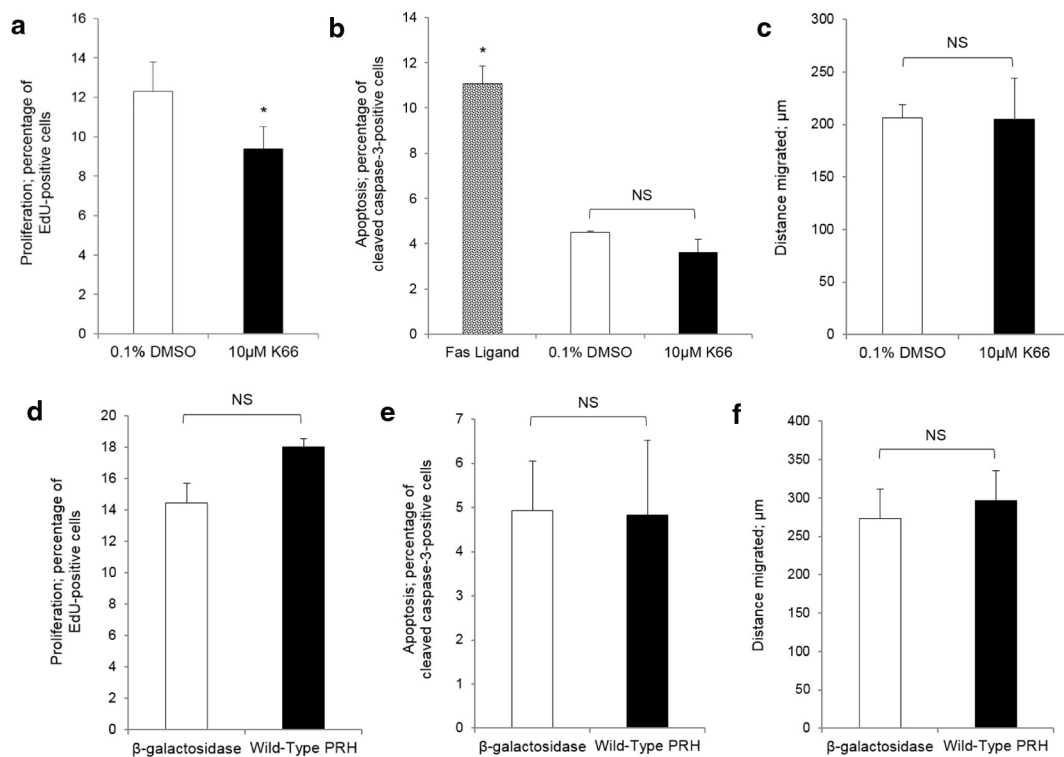 a
Proliferation; percentage of
EdU-positive cells
16
14
12
10
8
6
4
2
0
*
0.1% DMSO
10µM K66
b
Apoptosis; percentage of
cleaved caspase-3-positive cells
14
12
10
8
6
4
2
0
*
NS
Fas Ligand
0.1% DMSO
10µM K66
c
Distance migrated; µm
300
250
200
150
100
50
0
NS
0.1% DMSO
10µM K66
d
Proliferation; percentage of
EdU-positive cells
20
18
16
14
12
10
8
6
4
2
0
NS
β-galactosidase
Wild-Type PRH
e
Apoptosis; percentage of
cleaved caspase-3-positive cells
7
6
5
4
3
2
1
0
NS
β-galactosidase
Wild-Type PRH
f
Distance migrated; µm
400
350
300
250
200
150
100
50
0
NS
β-galactosidase
Wild-Type PRH